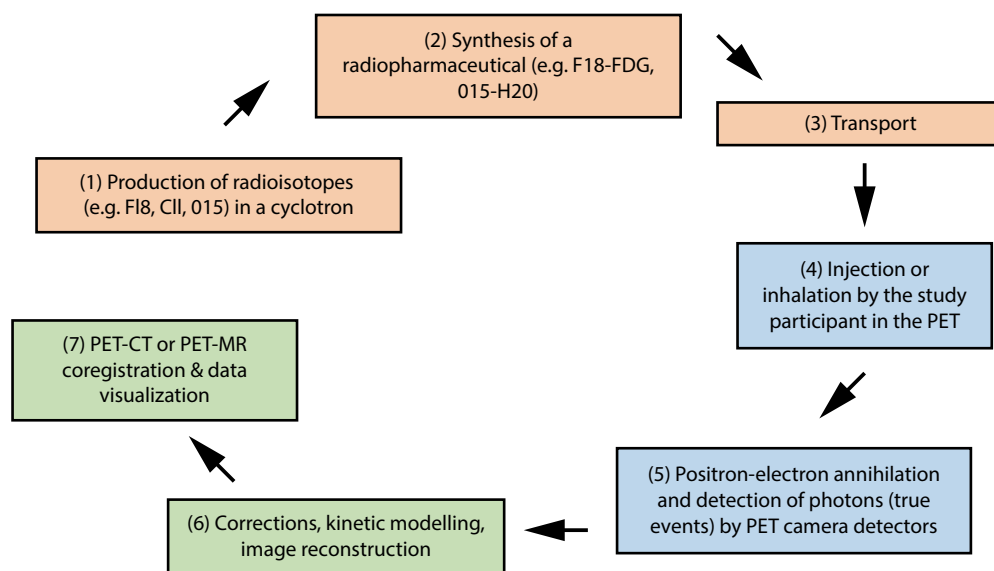 (1) Production of radioisotopes
(e.g. Fl8, Cll, 015) in a cyclotron
(2) Synthesis of a
radiopharmaceutical (e.g. F18-FDG,
015-H20)
(3) Transport
(4) Injection or
inhalation by the study
participant in the PET
(5) Positron-electron annihilation
and detection of photons (true
events) by PET camera detectors
(6) Corrections, kinetic modelling,
image reconstruction
(7) PET-CT or PET-MR
coregistration & data
visualization